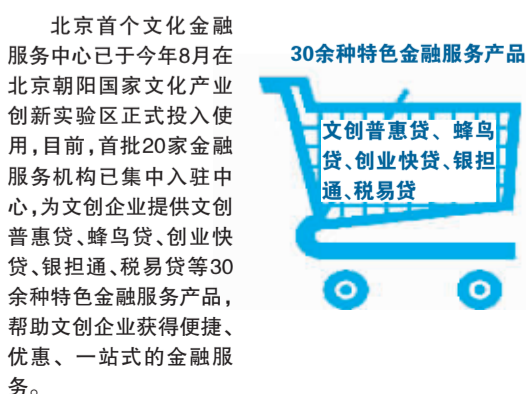 北京首个文化金融
服务中心已于今年8月在
北京朝阳国家文化产业
创新实验区正式投入使
用,目前,首批20家金融
服务机构已集中入驻中
心,为文创企业提供文创
普惠贷、蜂鸟贷、创业快
贷、银担通、税易贷等30
余种特色金融服务产品,
帮助文创企业获得便捷、
优惠、一站式的金融服
务。
30余种特色金融服务产品
文创普惠贷、蜂鸟
贷、创业快贷、银担
通、税易贷